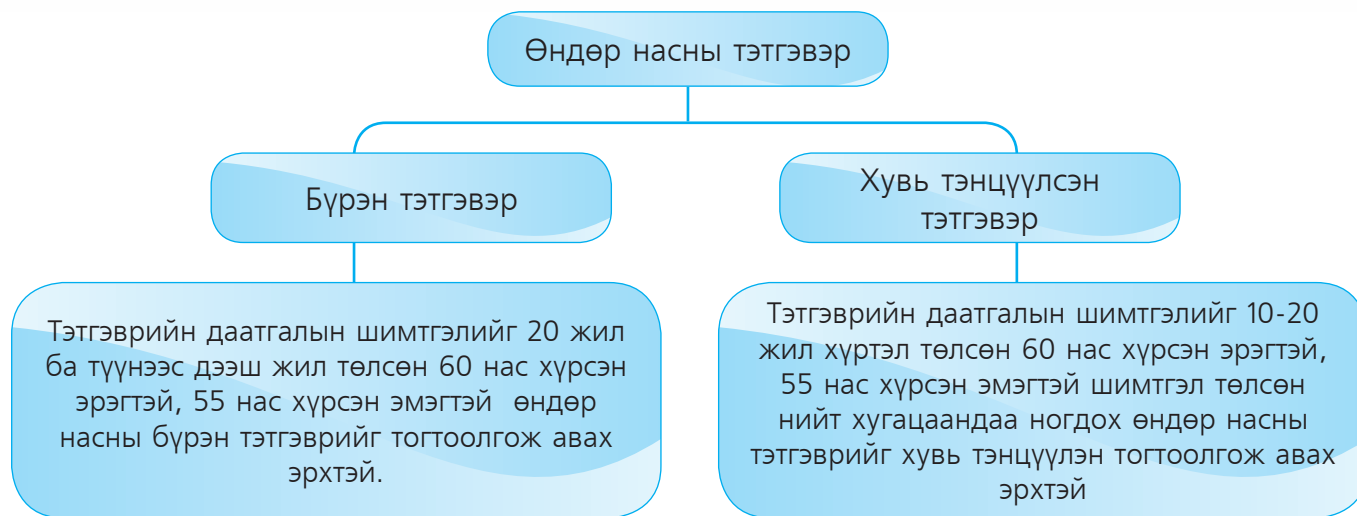 Өндөр насны тэтгэвэр
Бүрэн тэтгэвэр
Хувь тэнцүүлсэн
тэтгэвэр
Тэтгэврийн даатгалын шимтгэлийг 20 жил
ба түүнээс дээш жил төлсөн 60 нас хүрсэн
эрэгтэй, 55 нас хүрсэн эмэгтэй өндөр
насны бүрэн тэтгэврийг тогтоолгож авах
эрхтэй.
Тэтгэврийн даатгалын шимтгэлийг 10-20
жил хүртэл төлсөн 60 нас хүрсэн эрэгтэй,
55 нас хүрсэн эмэгтэй шимтгэл төлсөн
нийт хугацаандаа ногдох өндөр насны
тэтгэврийг хувь тэнцүүлэн тогтоолгож авах
эрхтэй